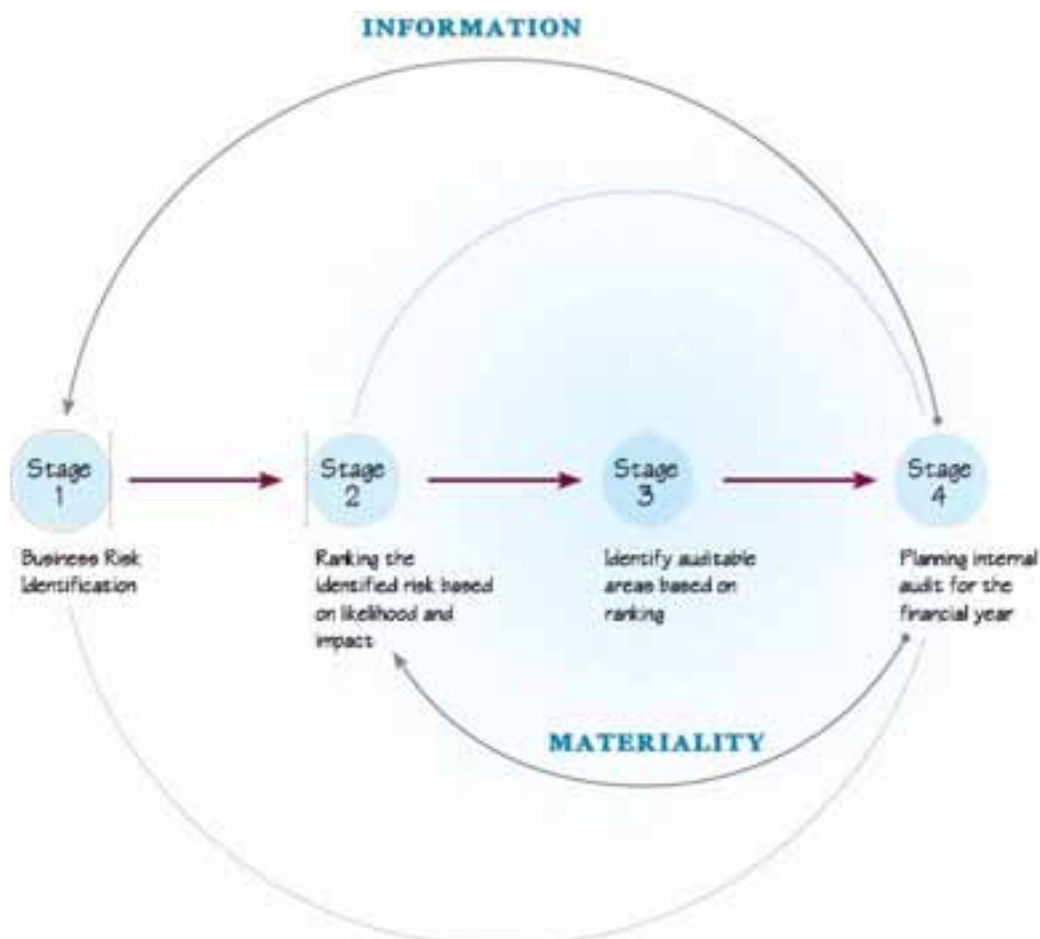 INFORMATION
Stage
1
Stage
2
Stage
3
Stage
4
Business Risk
Identification
Ranking the
identified risk based
on likelihood and
impact
Identify auditable
areas based on
ranking
Planning internal
audit for the
financial year
MATERIALITY